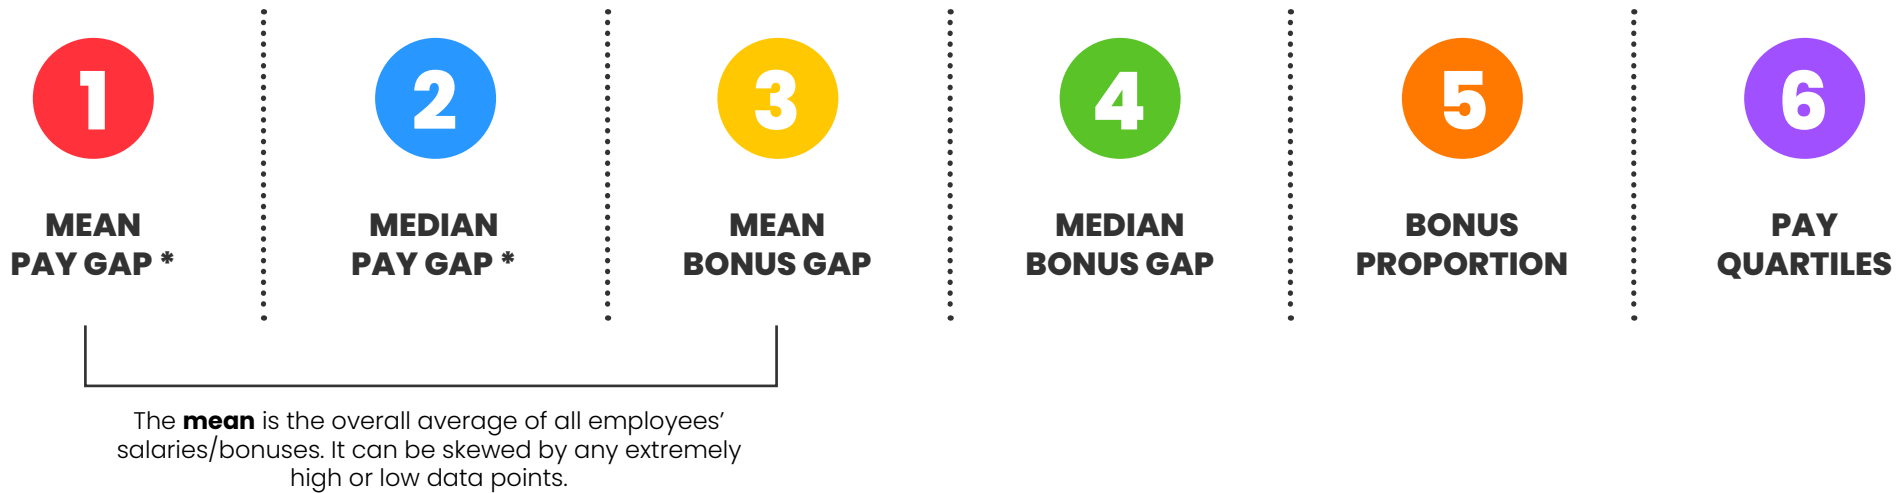 1
MEAN
PAY GAP *
2
MEDIAN
PAY GAP *
3
MEAN
BONUS GAP
4
MEDIAN
BONUS GAP
5
BONUS
PROPORTION
6
PAY
QUARTILES
The mean is the overall average of all employees’
salaries/bonuses. It can be skewed by any extremely
high or low data points.